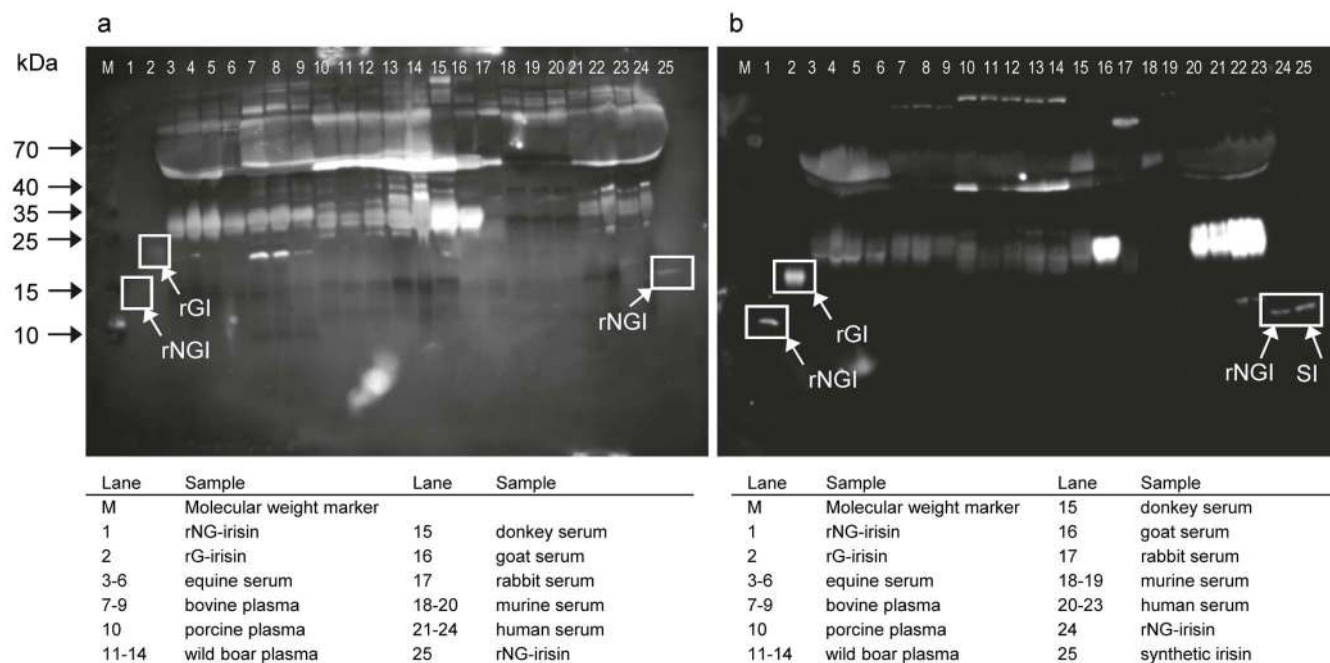 a
kDa
M 1 2 3 4 5 6 7 8 9 10 11 12 13 14 15 16 17 18 19 20 21 22 23 24 25
70
40
35
25
15
10
rGI
rNGI
rNGI
Lane Sample Lane Sample
M Molecular weight marker
1 rNG-irisin 15 donkey serum
2 rG-irisin 16 goat serum
3-6 equine serum 17 rabbit serum
7-9 bovine plasma 18-20 murine serum
10 porcine plasma 21-24 human serum
11-14 wild boar plasma 25 rNG-irisin
b
M 1 2 3 4 5 6 7 8 9 10 11 12 13 14 15 16 17 18 19 20 21 22 23 24 25
rGI
rNGI
rNGI SI
Lane Sample Lane Sample
M Molecular weight marker 15 donkey serum
1 rNG-irisin 16 goat serum
2 rG-irisin 17 rabbit serum
3-6 equine serum 18-19 murine serum
7-9 bovine plasma 20-23 human serum
10 porcine plasma 24 rNG-irisin
11-14 wild boar plasma 25 synthetic irisin